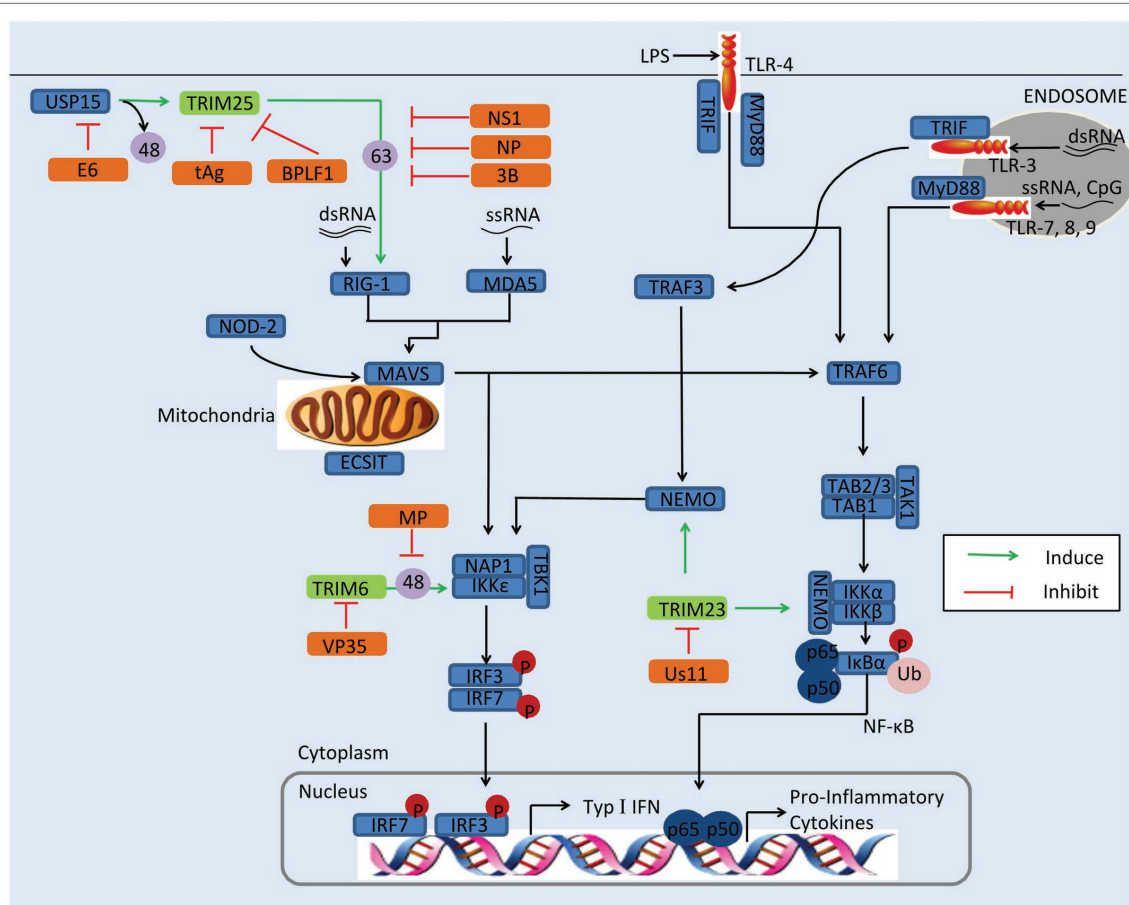 LPS
TLR-4
TRIF
MyD88
ENDOSOME
TRIF
dsRNA
TLR-3
MyD88
ssRNA, CpG
TLR-7, 8, 9
USP15
TRIM25
48
63
E6
tAg
BPLF1
NS1
NP
3B
dsRNA
ssRNA
RIG-1
MDA5
TRAF3
NOD-2
MAVS
TRAF6
Mitochondria
ECSIT
NEMO
TAB2/3
TAB1
TAK1
MP
NAP1
IKKε
TBK1
TRIM6
48
VP35
TRIM23
Us11
NEMO
IKKα
IKKβ
Induce
Inhibit
p65
p50
IκBα
P
Ub
IRF3
P
IRF7
P
NF-κB
Cytoplasm
Nucleus
IRF7
P
IRF3
P
Typ I IFN
p65
p50
Pro-Inflammatory
Cytokines